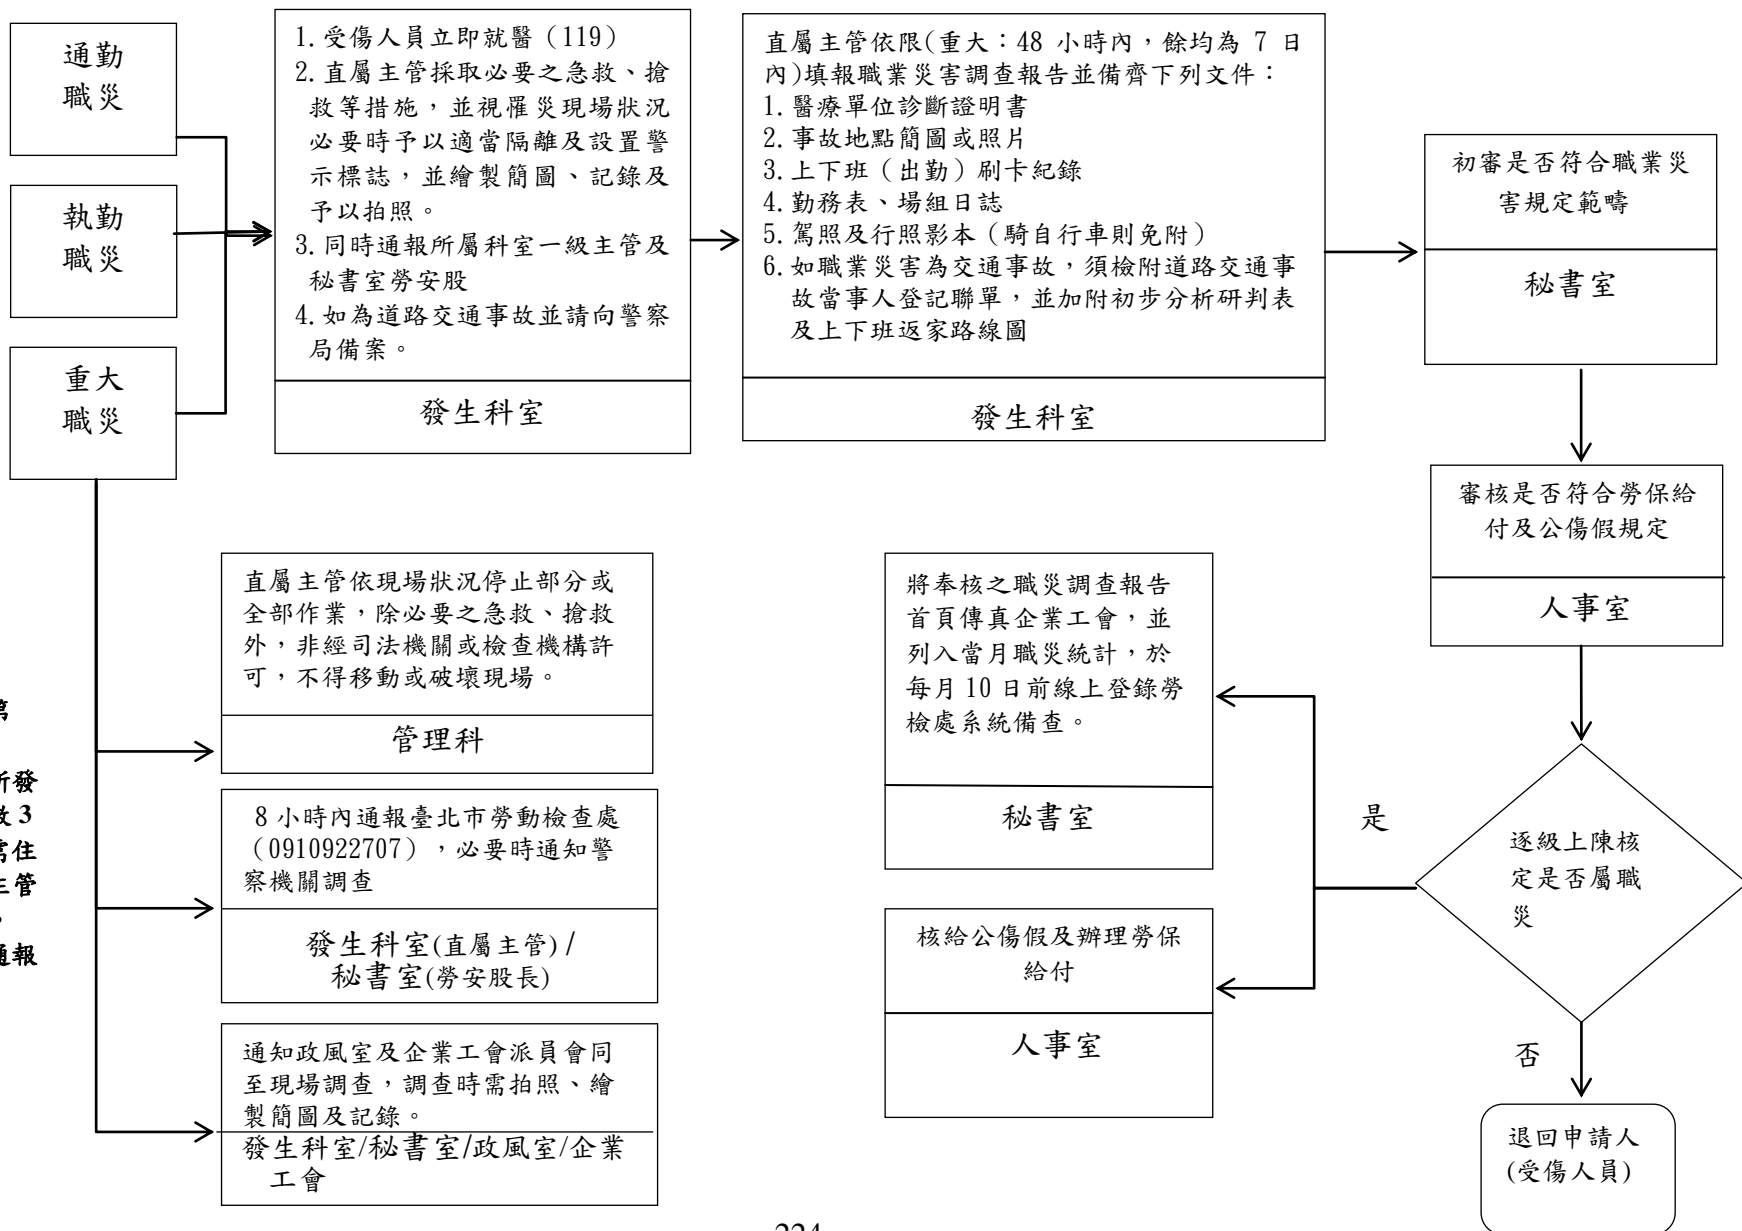 通勤
職災
執勤
職災
重大
職災
1.受傷人員立即就醫（119）
2.直屬主管採取必要之急救、搶
救等措施，並視罹災現場狀況
必要時予以適當隔離及設置警
示標誌，並繪製簡圖、記錄及
予以拍照。
3.同時通報所屬科室一級主管及
秘書室勞安股
4.如為道路交通事故並請向警察
局備案。
發生科室
直屬主管依限(重大：48 小時內，餘均為 7 日
內)填報職業災害調查報告並備齊下列文件：
1.醫療單位診斷證明書
2.事故地點簡圖或照片
3.上下班（出勤）刷卡紀錄
4.勤務表、場組日誌
5.駕照及行照影本（騎自行車則免附）
6.如職業災害為交通事故，須檢附道路交通事
故當事人登記聯單，並加附初步分析研判表
及上下班返家路線圖
發生科室
初審是否符合職業災
害規定範疇
秘書室
審核是否符合勞保給
付及公傷假規定
人事室
逐級上陳核
定是否屬職
災
是
否
退回申請人
(受傷人員)
將奉核之職災調查報告
首頁傳真企業工會，並
列入當月職災統計，於
每月 10 日前線上登錄勞
檢處系統備查。
秘書室
核給公傷假及辦理勞保
給付
人事室
直屬主管依現場狀況停止部分或
全部作業，除必要之急救、搶救
外，非經司法機關或檢查機構許
可，不得移動或破壞現場。
管理科
8 小時內通報臺北市勞動檢查處
（0910922707），必要時通知警
察機關調查
發生科室(直屬主管)/
秘書室(勞安股長)
通知政風室及企業工會派員會同
至現場調查，調查時需拍照、繪
製簡圖及記錄。
發生科室/秘書室/政風室/企業
工會
第
所發
數 3
需住
主管
通報